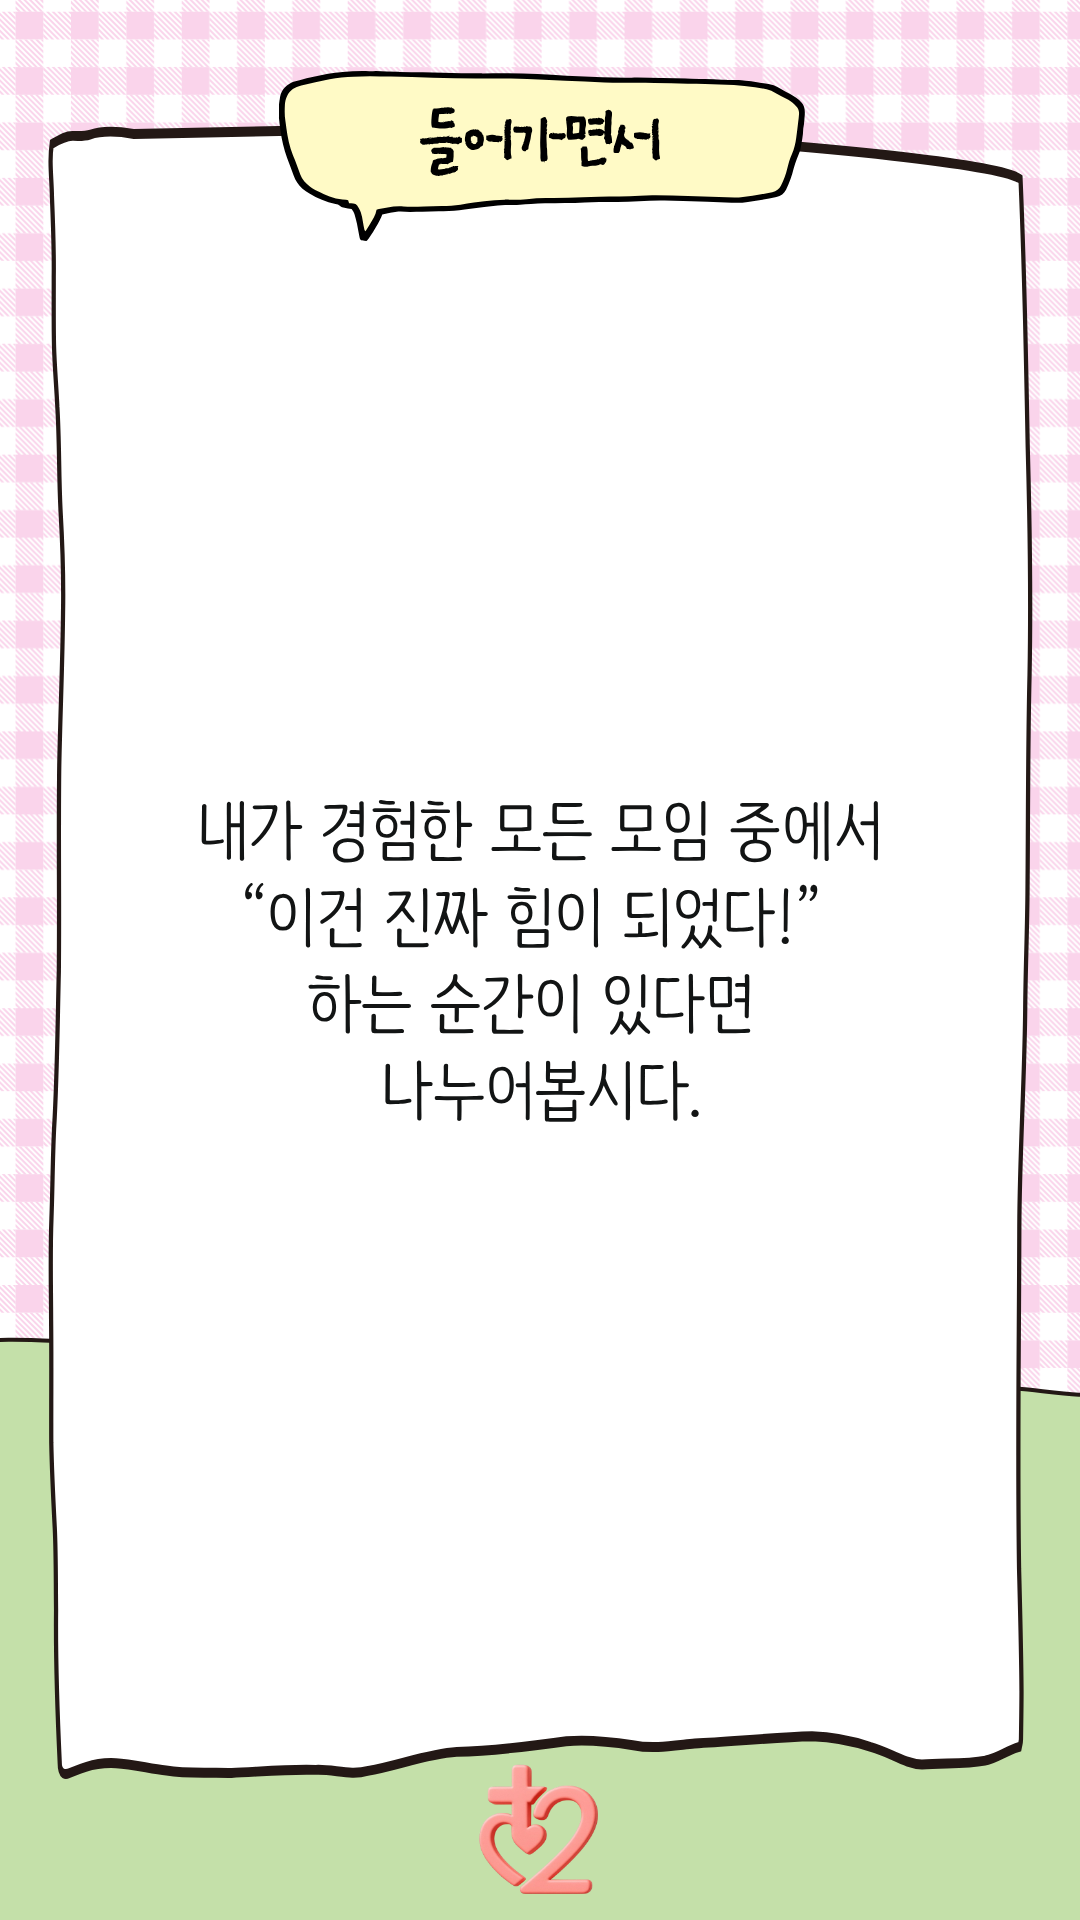 들어가면서
내가 경험한 모든 모임 중에서
“이건 진짜 힘이 되었다!”
하는 순간이 있다면
나누어봅시다.